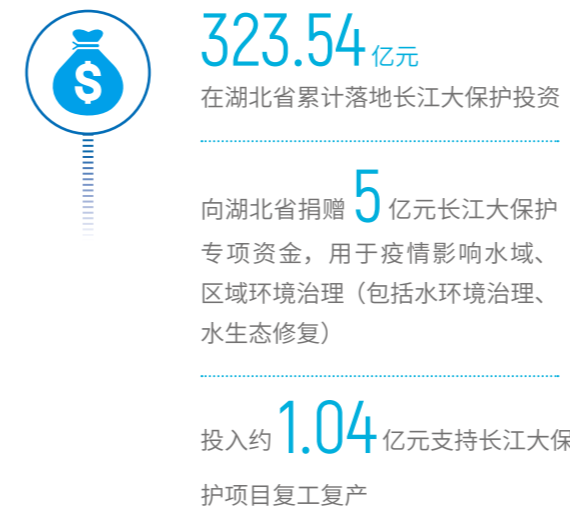 $
323.54 亿元
在湖北省累计落地长江大保护投资
向湖北省捐赠 5 亿元长江大保护
专项资金，用于疫情影响水域、
区域环境治理（包括水环境治理、
水生态修复）
投入约 1.04 亿元支持长江大保
护项目复工复产